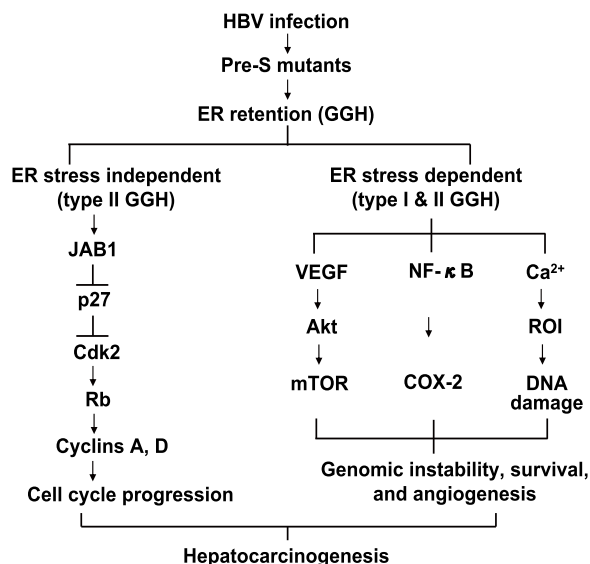 HBV infection
Pre-S mutants
ER retention (GGH)
ER stress independent
(type II GGH)
JAB1
p27
Cdk2
Rb
Cyclins A, D
Cell cycle progression
ER stress dependent
(type I & II GGH)
VEGF
Akt
mTOR
NF-κB
COX-2
Ca²⁺
ROI
DNA
damage
Genomic instability, survival,
and angiogenesis
Hepatocarcinogenesis